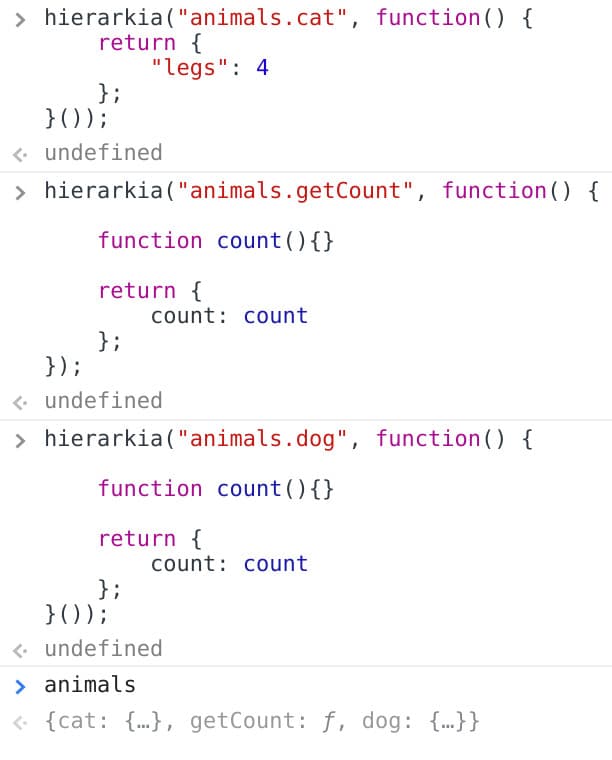 > hierarkia("animals.cat", function() {
return {
"legs": 4
};
}());
<· undefined
> hierarkia("animals.getCount", function() {
function count(){}
return {
count: count
};
});
<· undefined
> hierarkia("animals.dog", function() {
function count(){}
return {
count: count
};
}());
<· undefined
> animals
<· {cat: {…}, getCount: ƒ, dog: {…}}